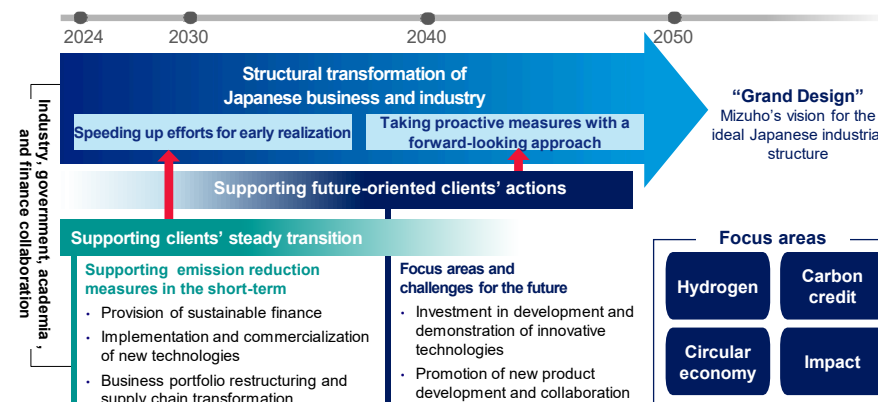 2024
2030
2040
2050
Structural transformation of
Japanese business and industry
Speeding up efforts for early realization
Taking proactive measures with a
forward-looking approach
“Grand Design”
Mizuho’s vision for the
ideal Japanese industrial
structure
Industry, government, academia ,
and finance collaboration
Supporting future-oriented clients’ actions
Supporting clients’ steady transition
Supporting emission reduction
measures in the short-term
・ Provision of sustainable finance
・ Implementation and commercialization
of new technologies
・ Business portfolio restructuring and
supply chain transformation
Focus areas and
challenges for the future
・ Investment in development and
demonstration of innovative
technologies
・ Promotion of new product
development and collaboration
Focus areas
Hydrogen
Carbon
credit
Circular
economy
Impact